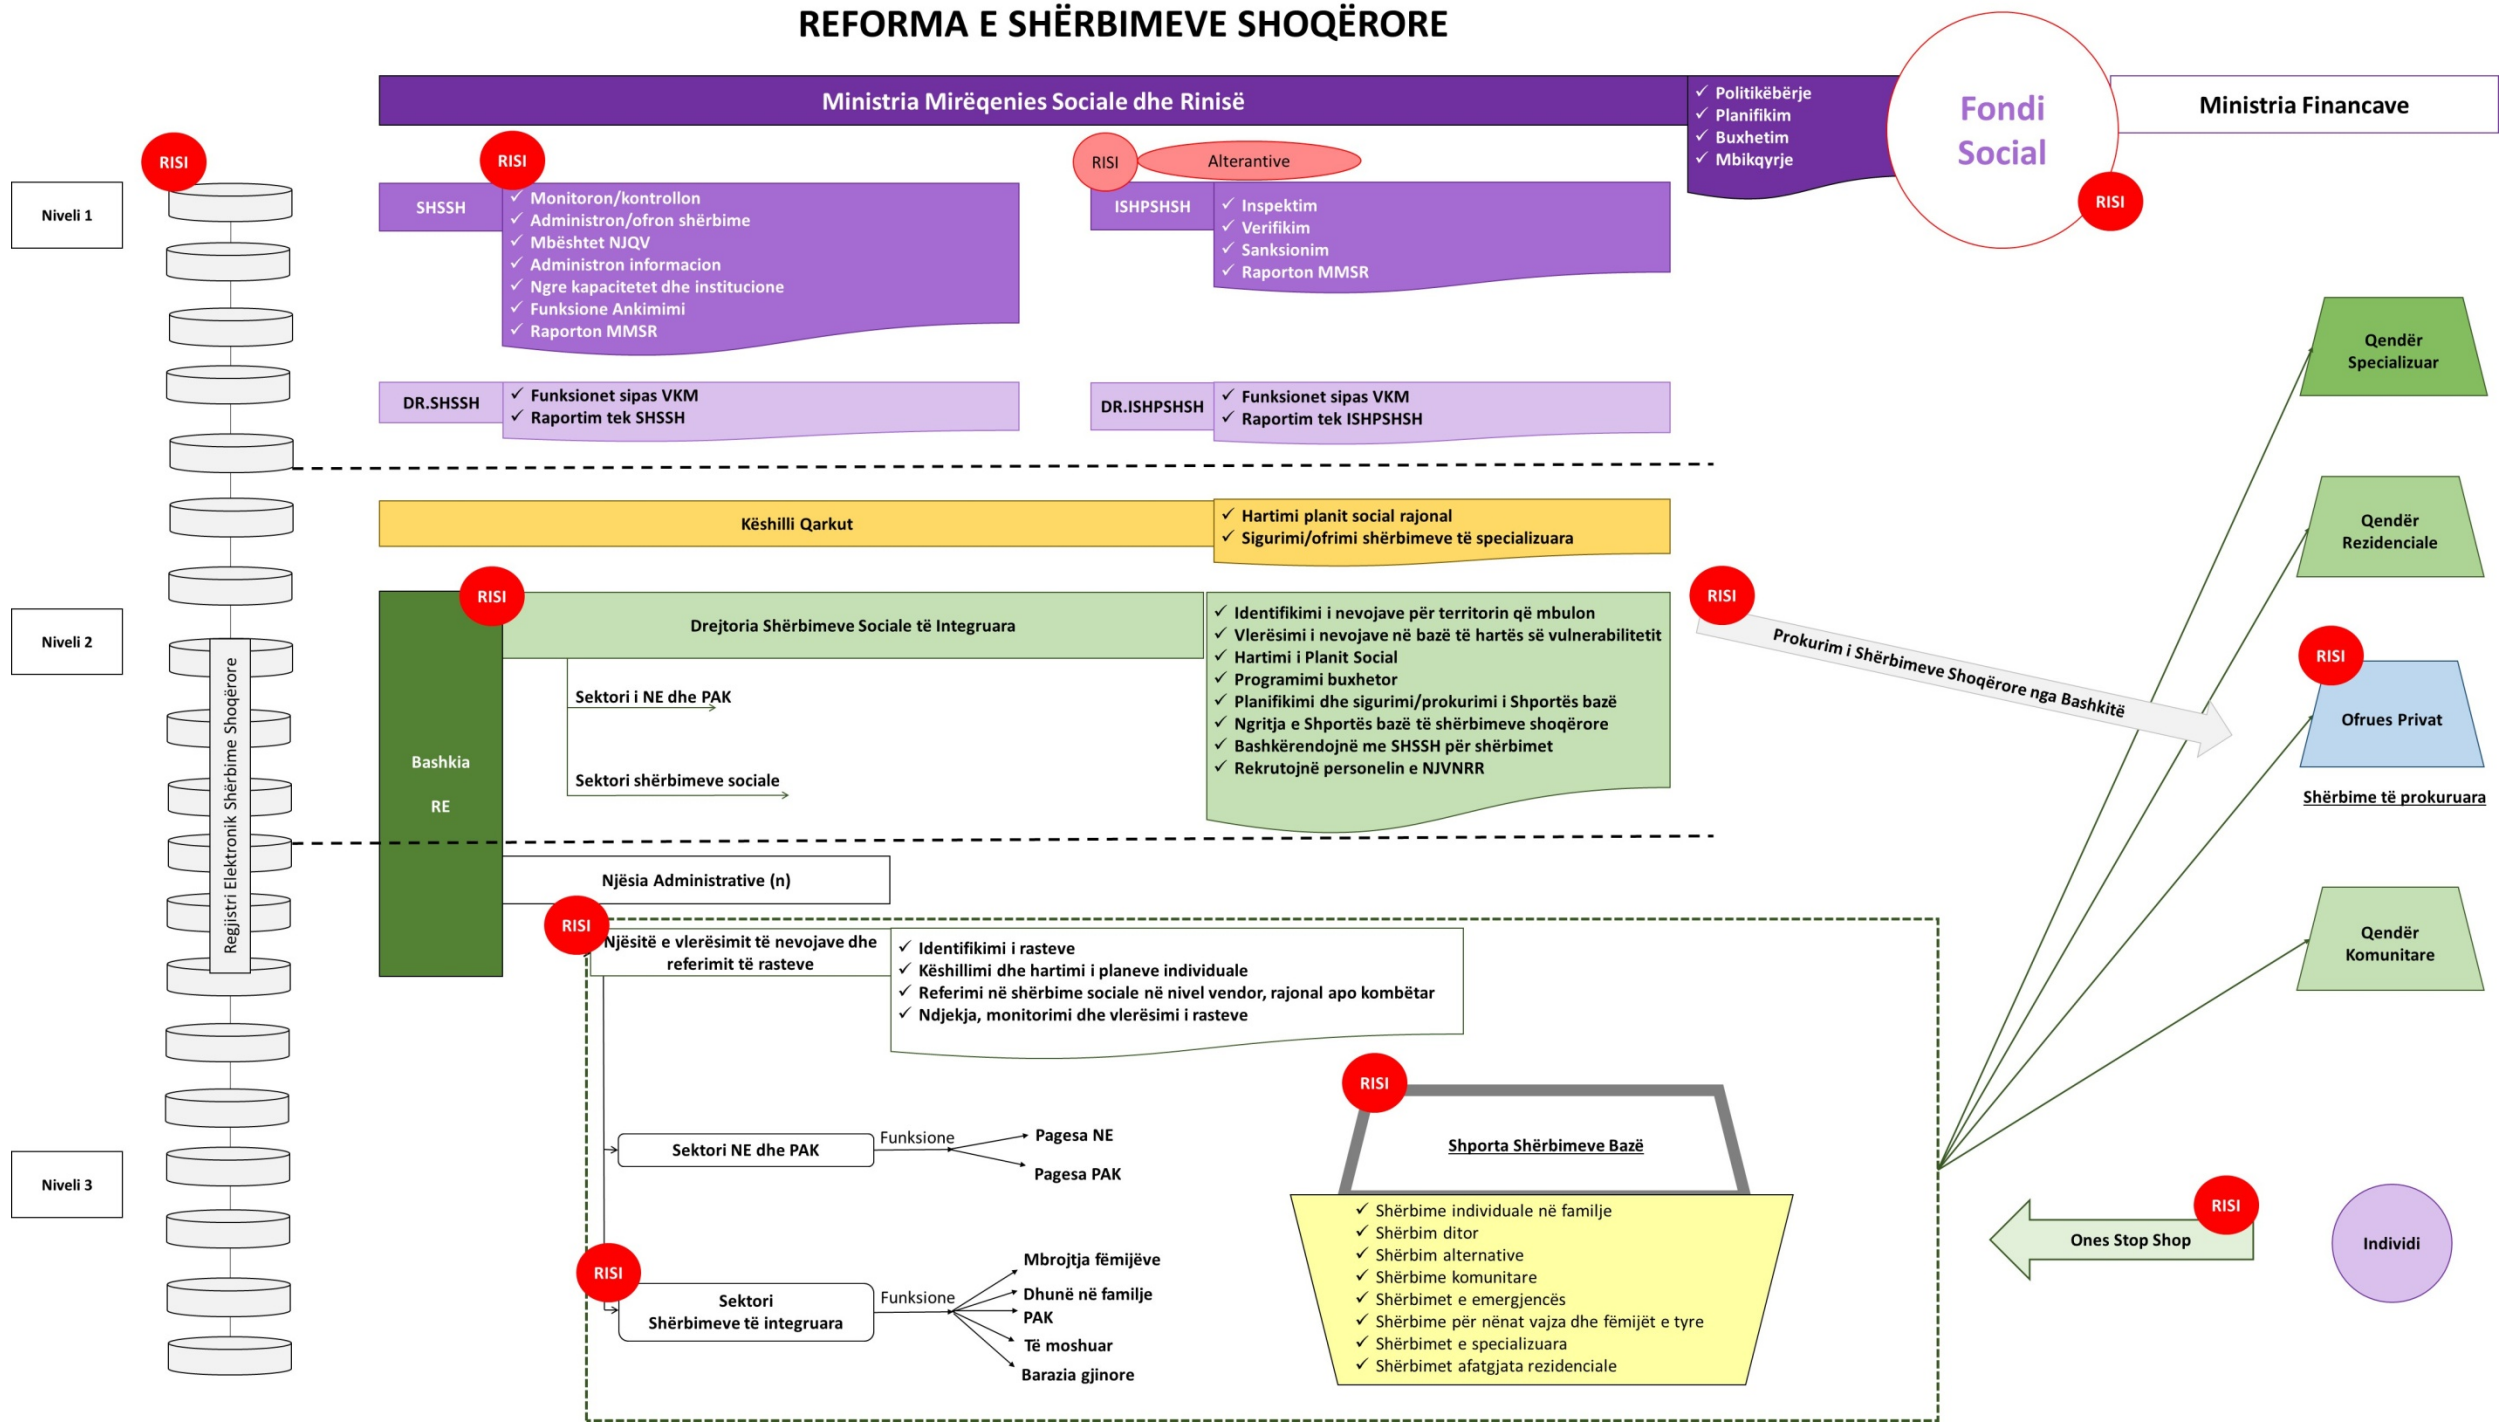 REFORMA E SHËRBIMEVE SHOQËRORE
Ministria Mirëqenies Sociale dhe Rinisë
✓ Politikëbërje
✓ Planifikim
✓ Buxhetim
✓ Mbikqyrje
Fondi
Social
RISI
Ministria Financave
RISI
Niveli 1
RISI
SHSSH
✓ Monitoron/kontrollon
✓ Administron/ofron shërbime
✓ Mbështet NJQV
✓ Administron informacion
✓ Ngre kapacitetet dhe institucione
✓ Funksione Ankimimi
✓ Raporton MMSR
RISI
Alterantive
ISHPSHSH
✓ Inspektim
✓ Verifikim
✓ Sanksionim
✓ Raporton MMSR
DR.SHSSH
✓ Funksionet sipas VKM
✓ Raportim tek SHSSH
DR.ISHPSHSH
✓ Funksionet sipas VKM
✓ Raportim tek ISHPSHSH
Qendër
Specializuar
Këshilli Qarkut
✓ Hartimi planit social rajonal
✓ Sigurimi/ofrimi shërbimeve të specializuara
Qendër
Rezidenciale
Niveli 2
Regjistri Elektronik Shërbime Shoqërore
Bashkia
RE
RISI
Drejtoria Shërbimeve Sociale të Integruara
Sektori i NE dhe PAK
Sektori shërbimeve sociale
✓ Identifikimi i nevojave për territorin që mbulon
✓ Vlerësimi i nevojave në bazë të hartës së vulnerabilitetit
✓ Hartimi i Planit Social
✓ Programimi buxhetor
✓ Planifikimi dhe sigurimi/prokurimi i Shportës bazë
✓ Ngritja e Shportës bazë të shërbimeve shoqërore
✓ Bashkërendojnë me SHSSH për shërbimet
✓ Rekrutojnë personelin e NJVNRR
RISI
Prokurim i Shërbimeve Shoqërore nga Bashkitë
RISI
Ofrues Privat
Shërbime të prokuruara
Njësia Administrative (n)
RISI
Njësitë e vlerësimit të nevojave dhe
referimit të rasteve
✓ Identifikimi i rasteve
✓ Këshillimi dhe hartimi i planeve individuale
✓ Referimi në shërbime sociale në nivel vendor, rajonal apo kombëtar
✓ Ndjekja, monitorimi dhe vlerësimi i rasteve
Qendër
Komunitare
Niveli 3
Sektori NE dhe PAK
Funksione
Pagesa NE
Pagesa PAK
RISI
Sektori
Shërbimeve të integruara
Funksione
Mbrojtja fëmijëve
Dhunë në familje
PAK
Të moshuar
Barazia gjinore
RISI
Shporta Shërbimeve Bazë
✓ Shërbime individuale në familje
✓ Shërbim ditor
✓ Shërbim alternative
✓ Shërbime komunitare
✓ Shërbimet e emergjencës
✓ Shërbime për nënat vajza dhe fëmijët e tyre
✓ Shërbimet e specializuara
✓ Shërbimet afatgjata rezidenciale
RISI
Ones Stop Shop
Individi